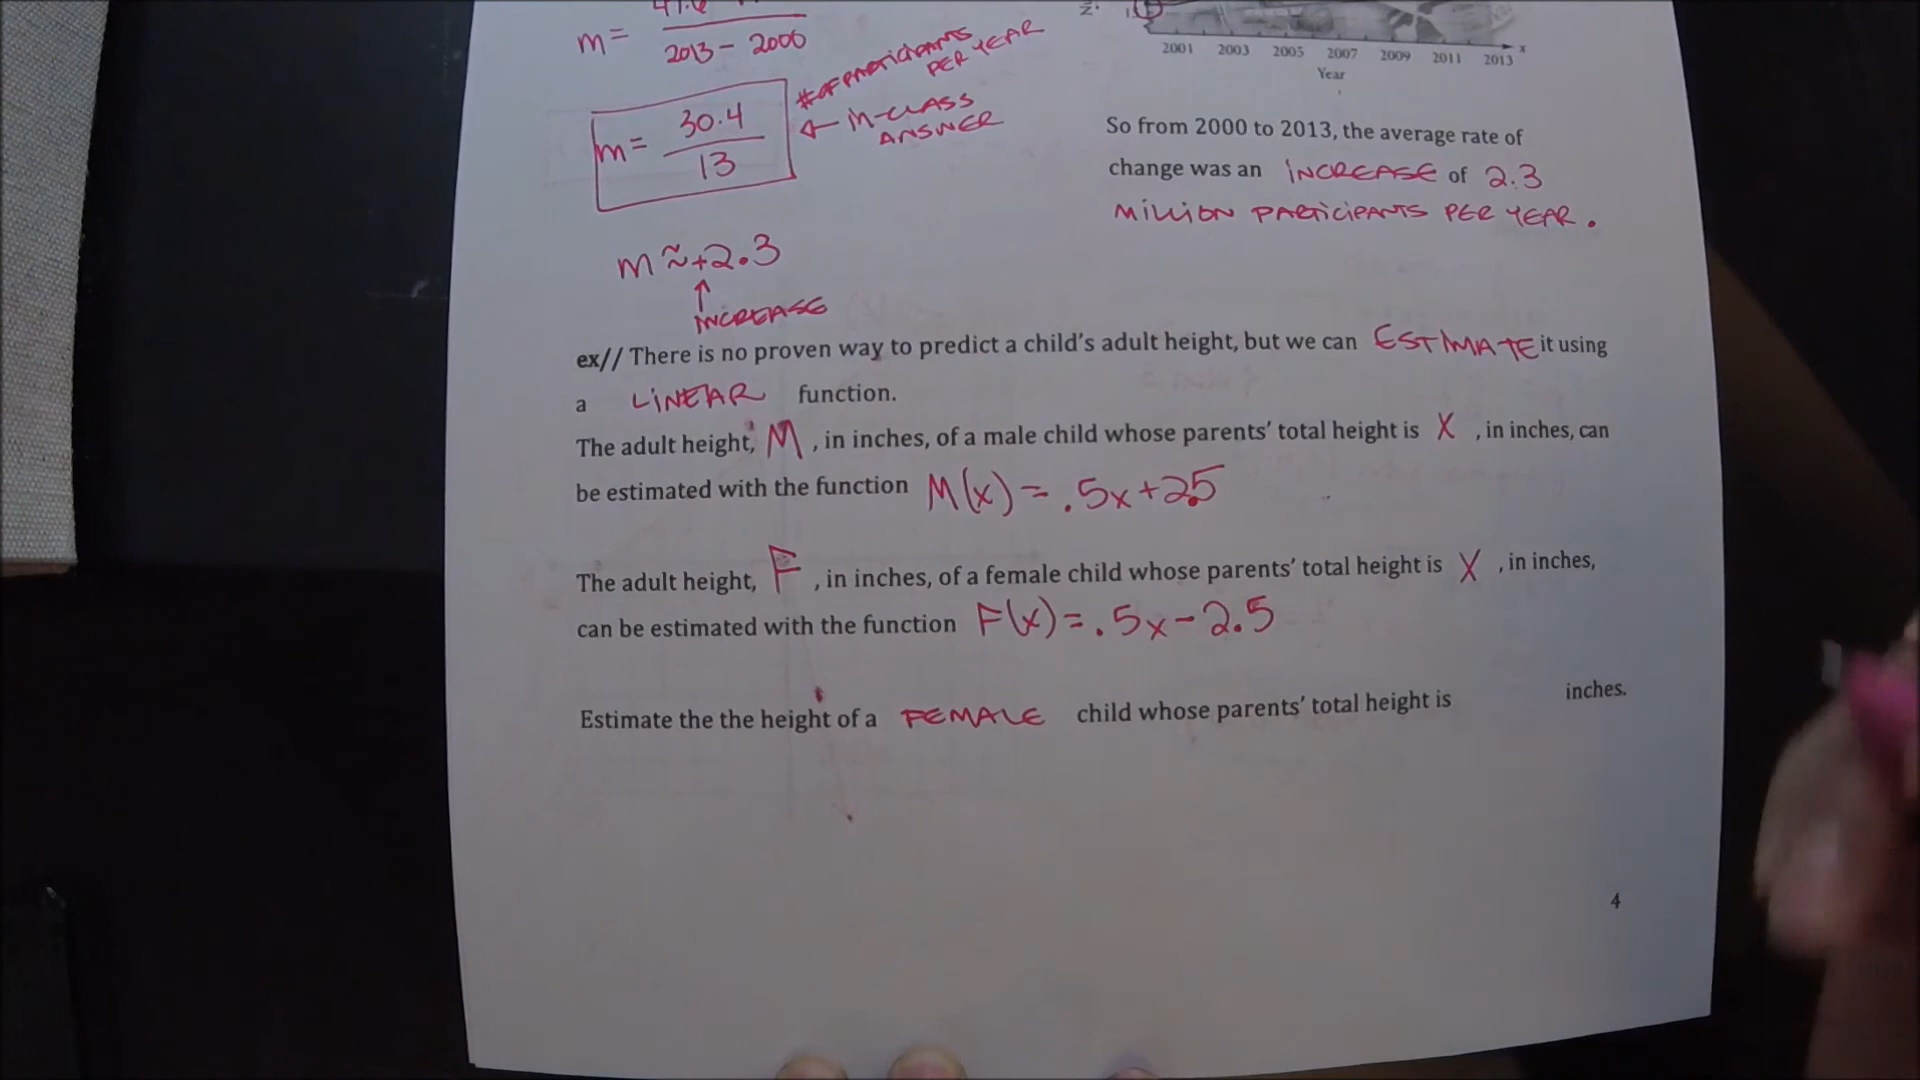 m=
2013 - 2000
m= 30.4
13
# OF PARTICIPANTS
PER YEAR
IN-CLASS
ANSWER
m ≈ +2.3
↑
INCREASE
2001 2003 2005 2007 2009 2011 2013 x
Year
So from 2000 to 2013, the average rate of
change was an INCREASE of 2.3
MILLION PARTICIPANTS PER YEAR.
ex// There is no proven way to predict a child's adult height, but we can ESTIMATE it using
a LINEAR function.
The adult height, M, in inches, of a male child whose parents' total height is X, in inches, can
be estimated with the function M(x) = .5x+2.5
The adult height, F, in inches, of a female child whose parents' total height is X, in inches,
can be estimated with the function F(x) = .5x - 2.5
Estimate the the height of a FEMALE child whose parents' total height is inches.
4